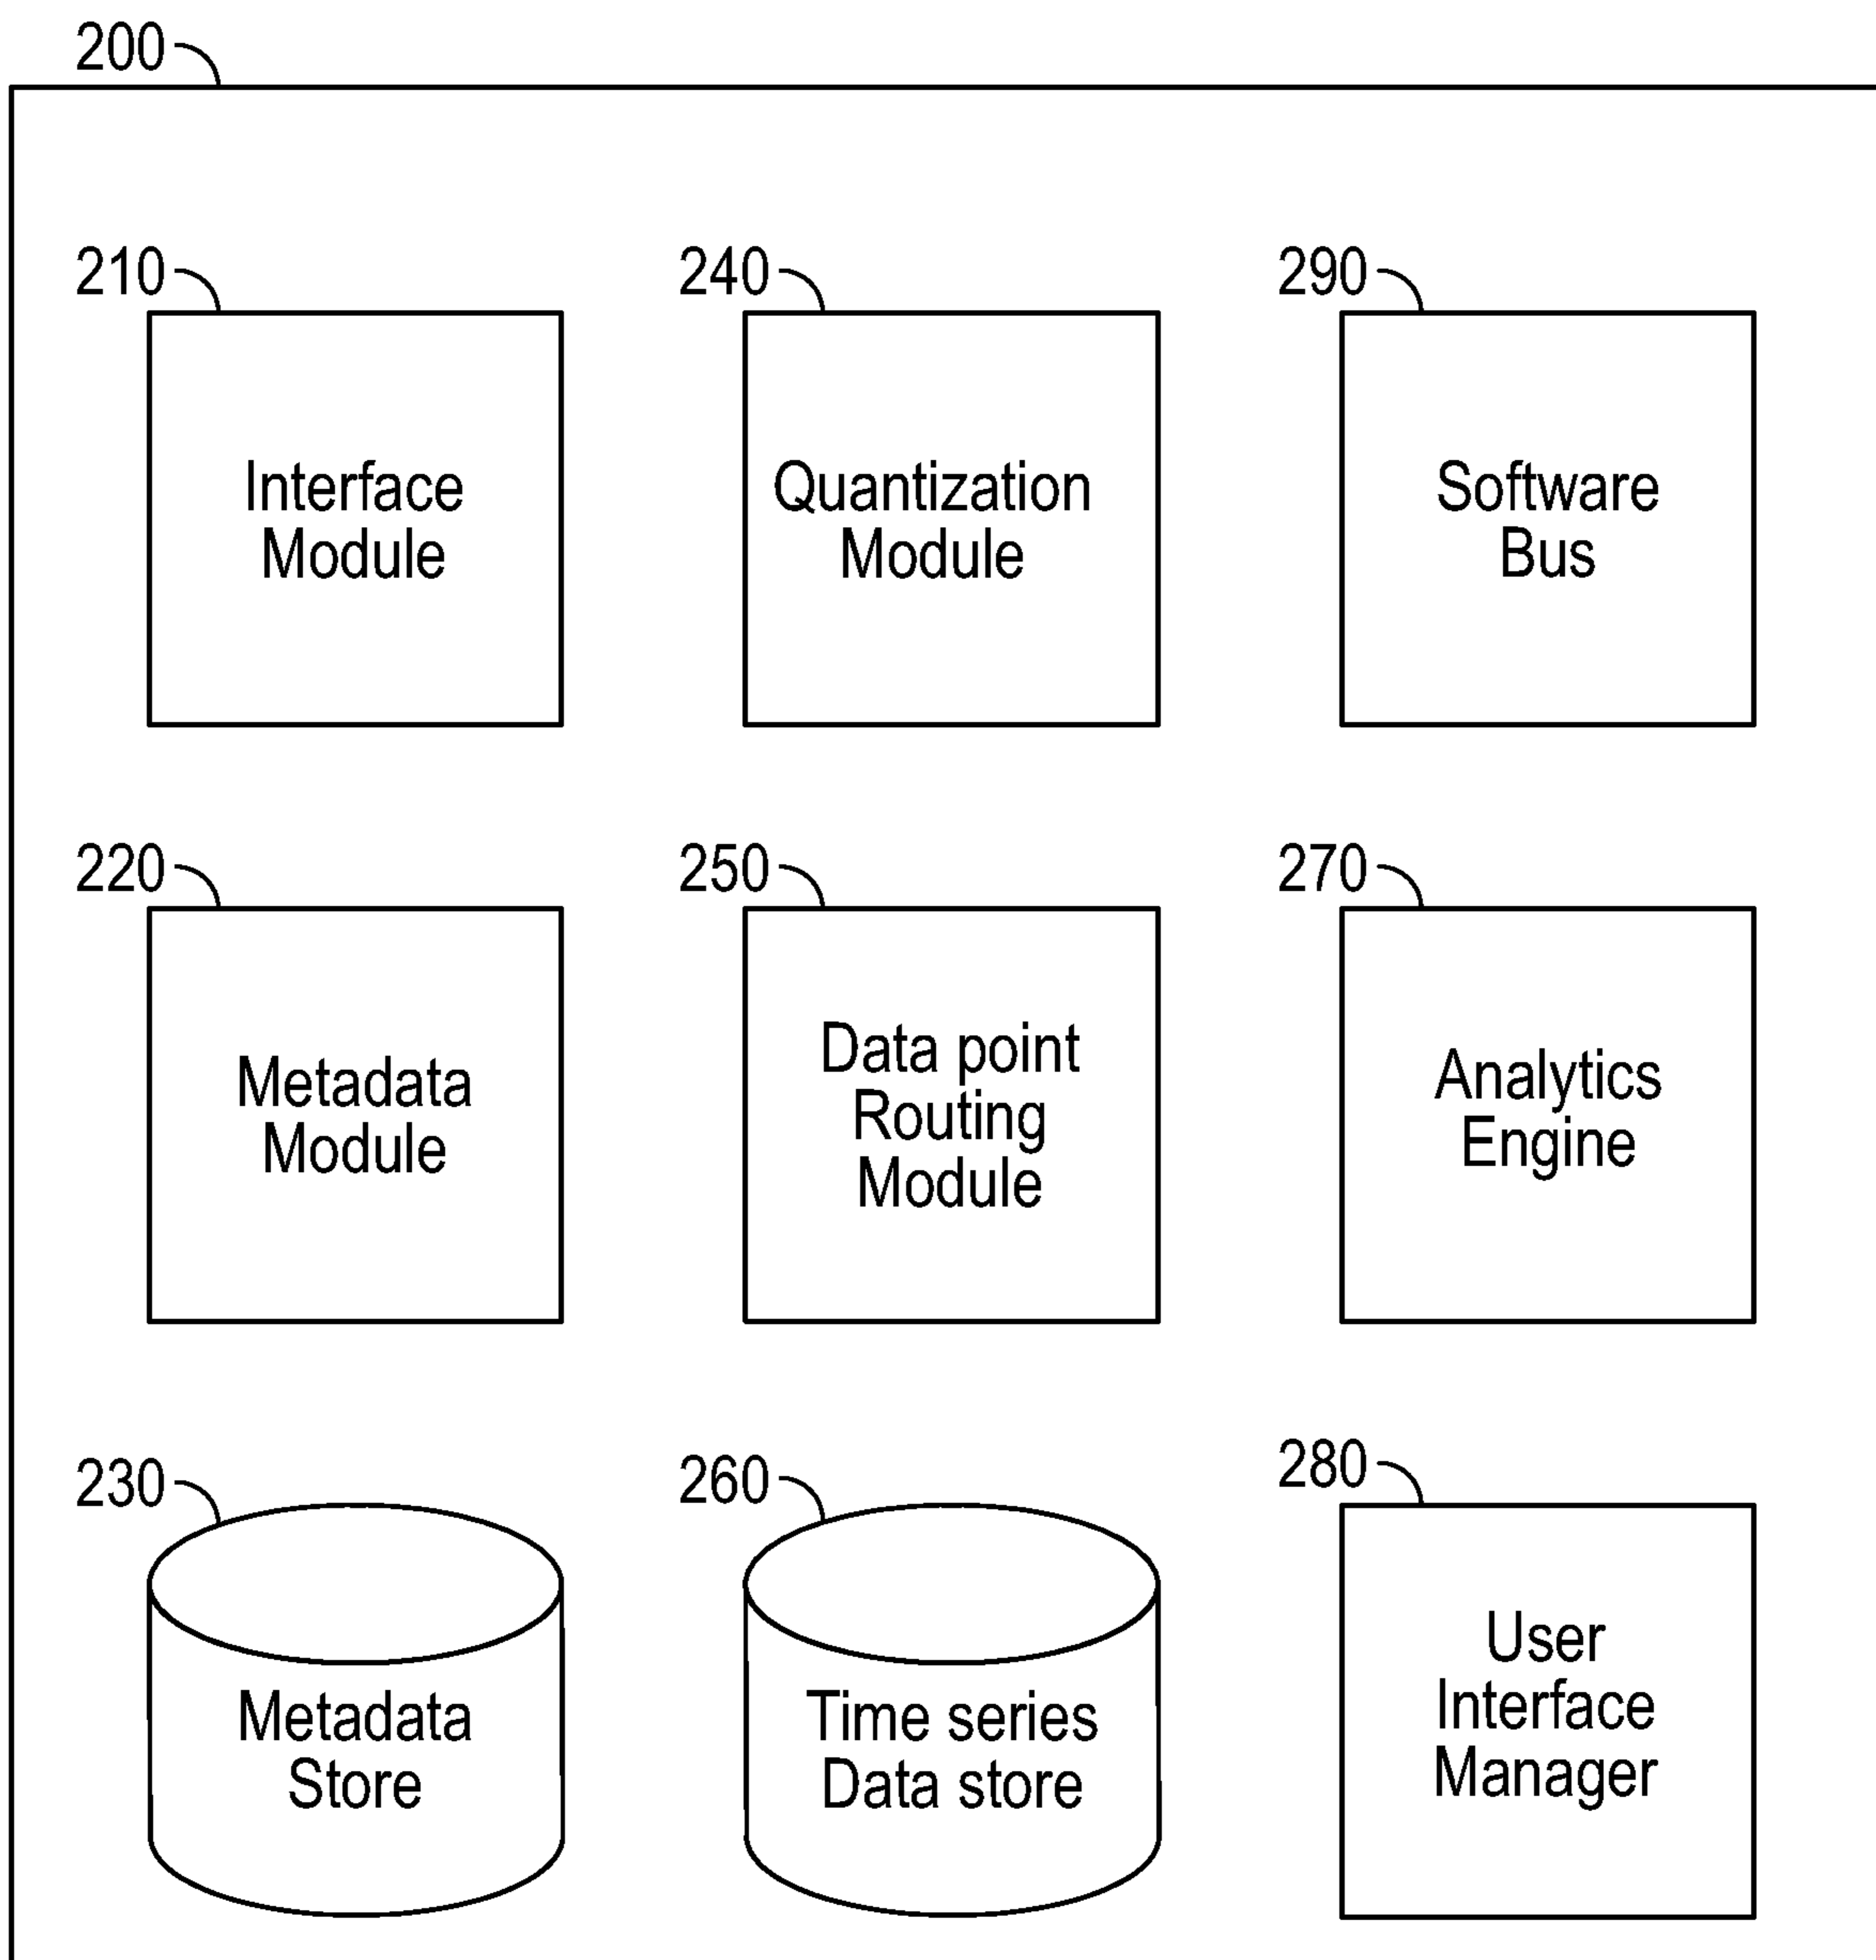 200
210
Interface
Module
240
Quantization
Module
290
Software
Bus
220
Metadata
Module
250
Data point
Routing
Module
270
Analytics
Engine
230
Metadata
Store
260
Time series
Data store
280
User
Interface
Manager